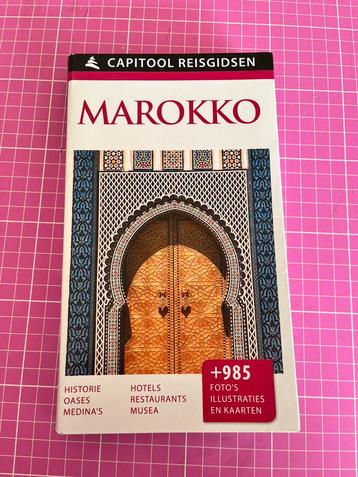 CAPITOOL REISGIDSEN
MAROKKO
HISTORIE
OASES
MEDINA'S
HOTELS
RESTAURANTS
MUSEA
+985
FOTO'S
ILLUSTRATIES
EN KAARTEN